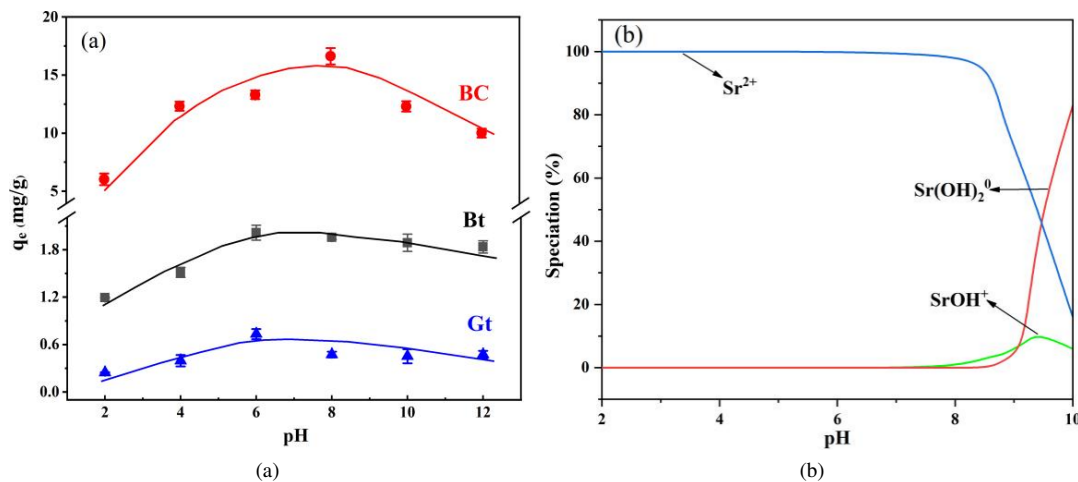 (a)
20
15
10
5
1.8
1.2
0.6
0.0
qe (mg/g)
BC
Bt
Gt
2 4 6 8 10 12
pH
(a)
(b)
100
80
60
40
20
0
Speciation (%)
Sr²⁺
Sr(OH)₂⁰
SrOH⁺
2 4 6 8 10
pH
(b)